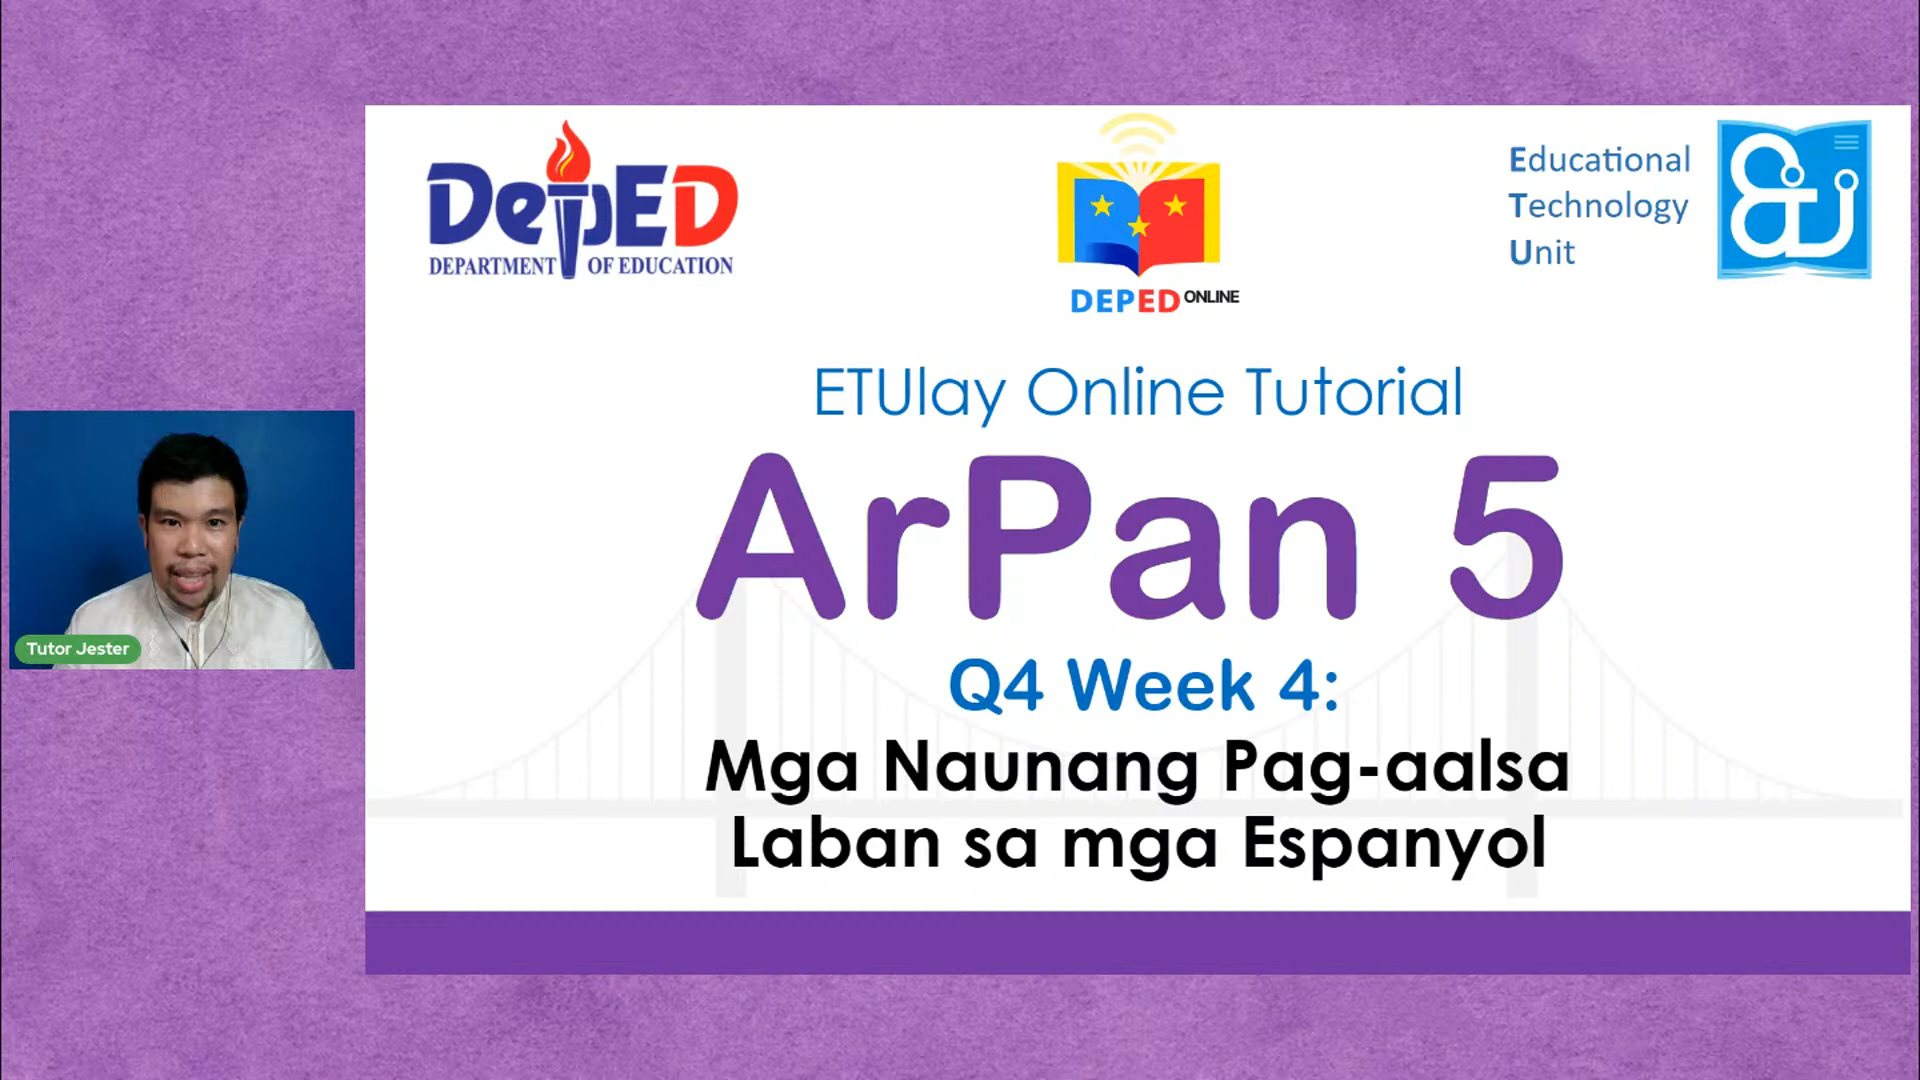 DepED
DEPARTMENT OF EDUCATION
DEPED ONLINE
Educational
Technology
Unit
ETUlay Online Tutorial
ArPan 5
Q4 Week 4:
Mga Naunang Pag-aalsa
Laban sa mga Espanyol
Tutor Jester